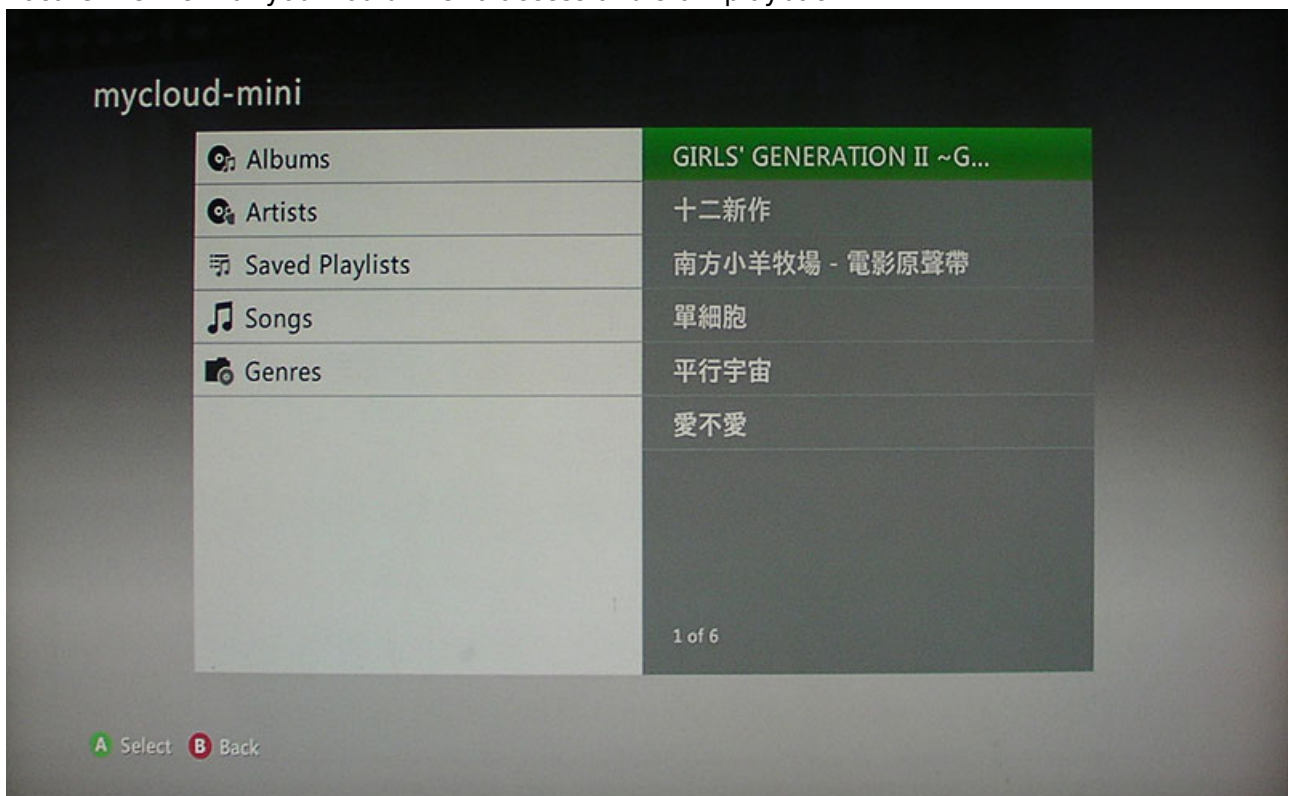 mycloud-mini
Albums
Artists
Saved Playlists
Songs
Genres
GIRLS' GENERATION II ~G...
十二新作
南方小羊牧場 - 電影原聲帶
單細胞
平行宇宙
愛不愛
1 of 6
A Select B Back